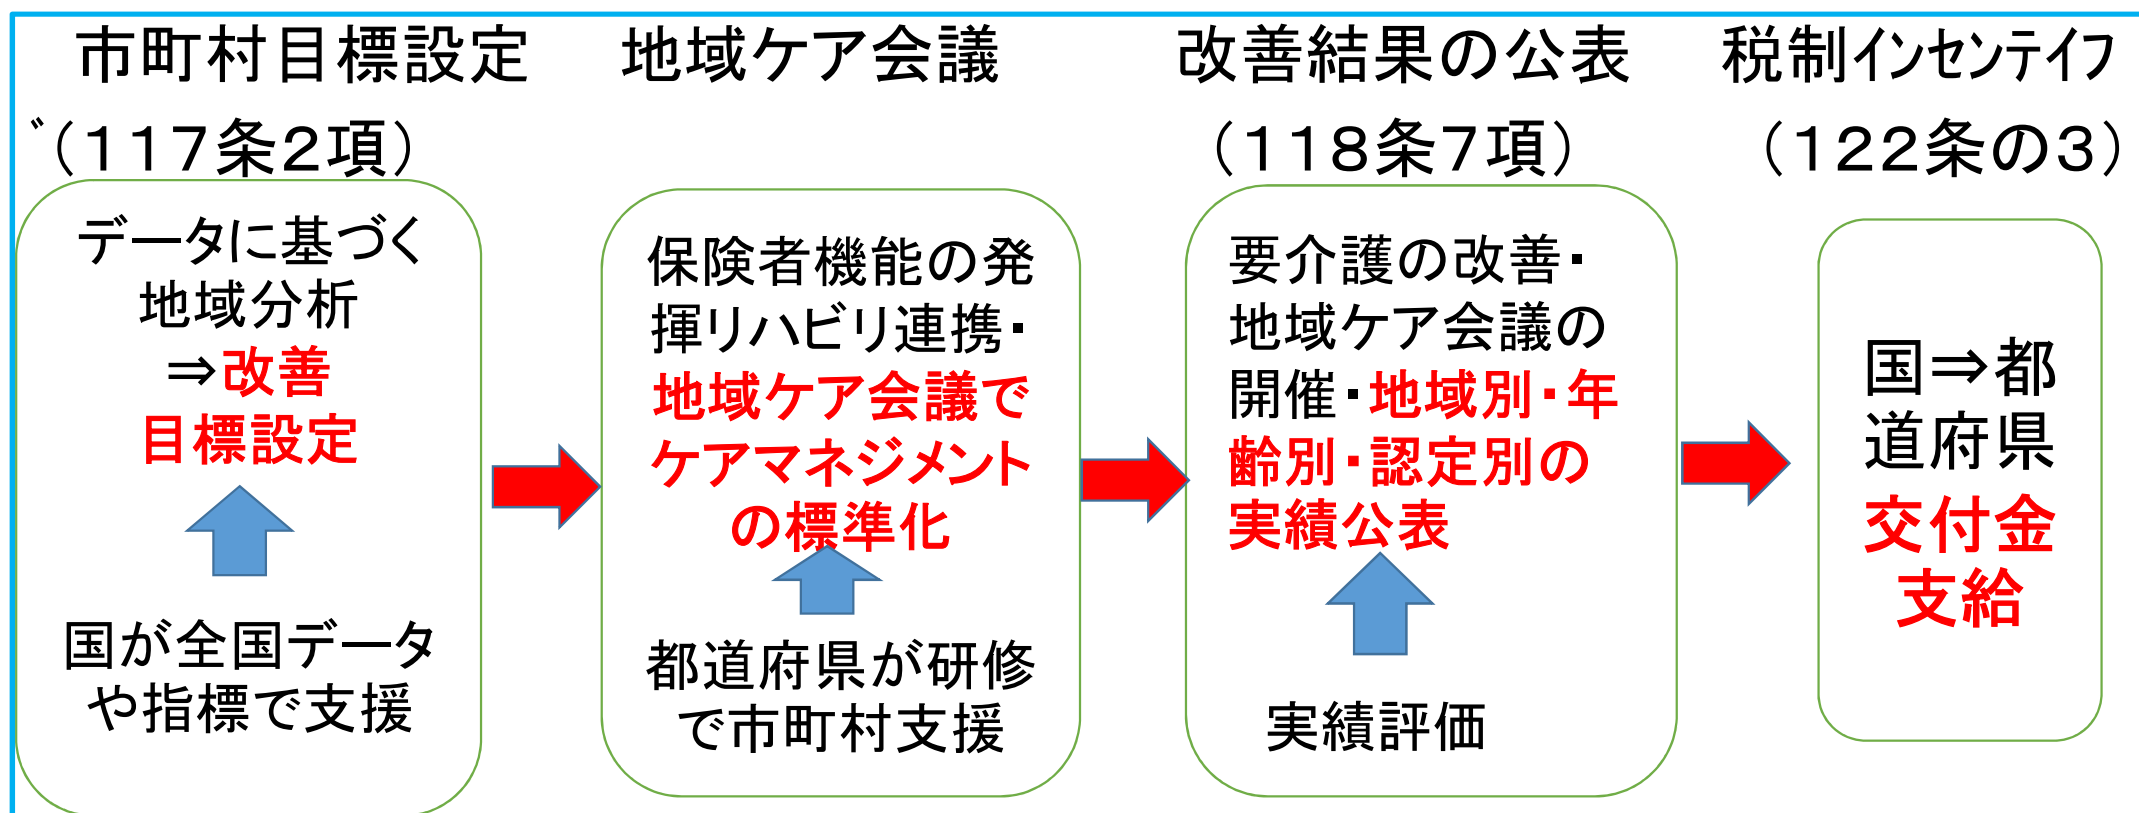 市町村目標設定
地域ケア会議
改善結果の公表
税制インセンテイフ
゛(117条2項)
(118条7項)
(122条の3)
データに基づく
地域分析
⇒改善
目標設定
国が全国データ
や指標で支援
保険者機能の発
揮リハビリ連携・
地域ケア会議で
ケアマネジメント
の標準化
都道府県が研修
で市町村支援
要介護の改善・
地域ケア会議の
開催・地域別・年
齢別・認定別の
実績公表
実績評価
国⇒都
道府県
交付金
支給